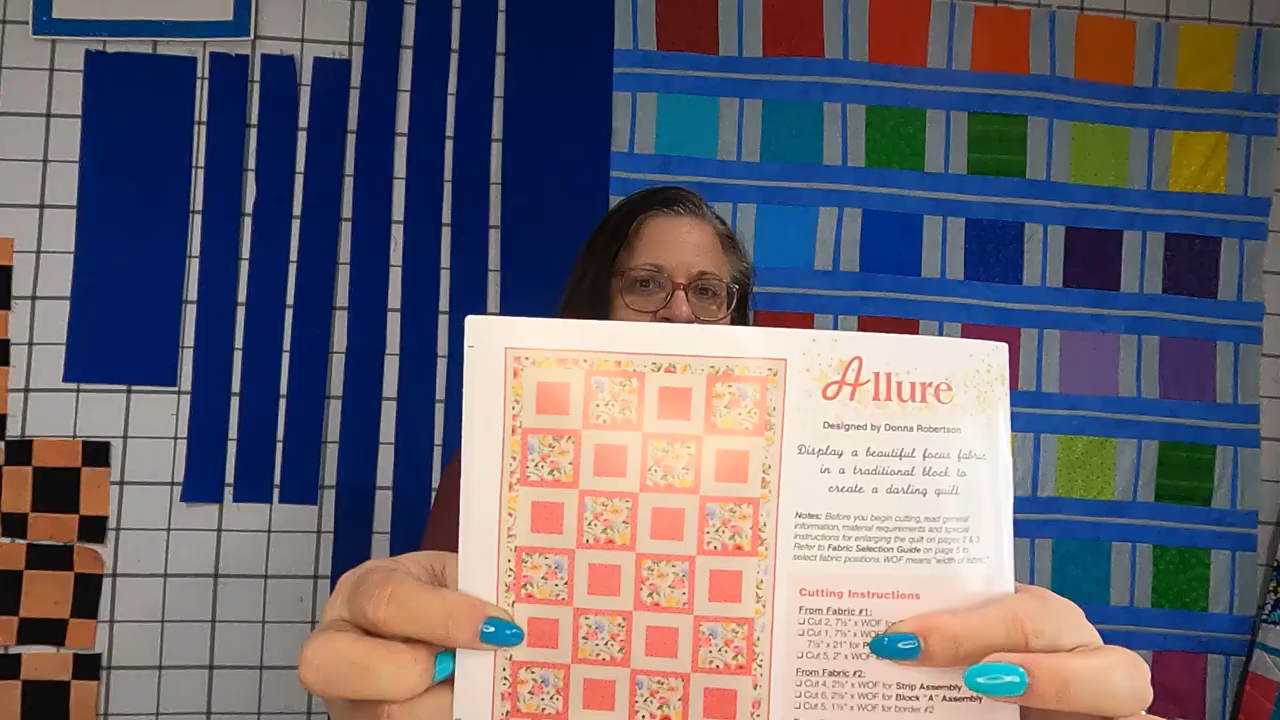 Allure
Designed by Donna Robertson
Display a beautiful focus fabric
in a traditional block to
create a darling quilt
Notes: Before you begin cutting, read general
information, material requirements and special
instructions for enlarging the quilt on pages 2 & 3.
Refer to Fabric Selection Guide on page 5 to
select fabric positions. WOF means "width of fabric."
Cutting Instructions
From Fabric #1:
❑ Cut 2, 7½" x WOF for
❑ Cut 1, 7½" x WOF
7½" x 21" for
❑ Cut 5, 2" x WOF
From Fabric #2:
❑ Cut 4, 2½" x WOF for Strip Assembly
❑ Cut 6, 2½" x WOF for Block "A" Assembly
❑ Cut 5, 1½" x WOF for border #2